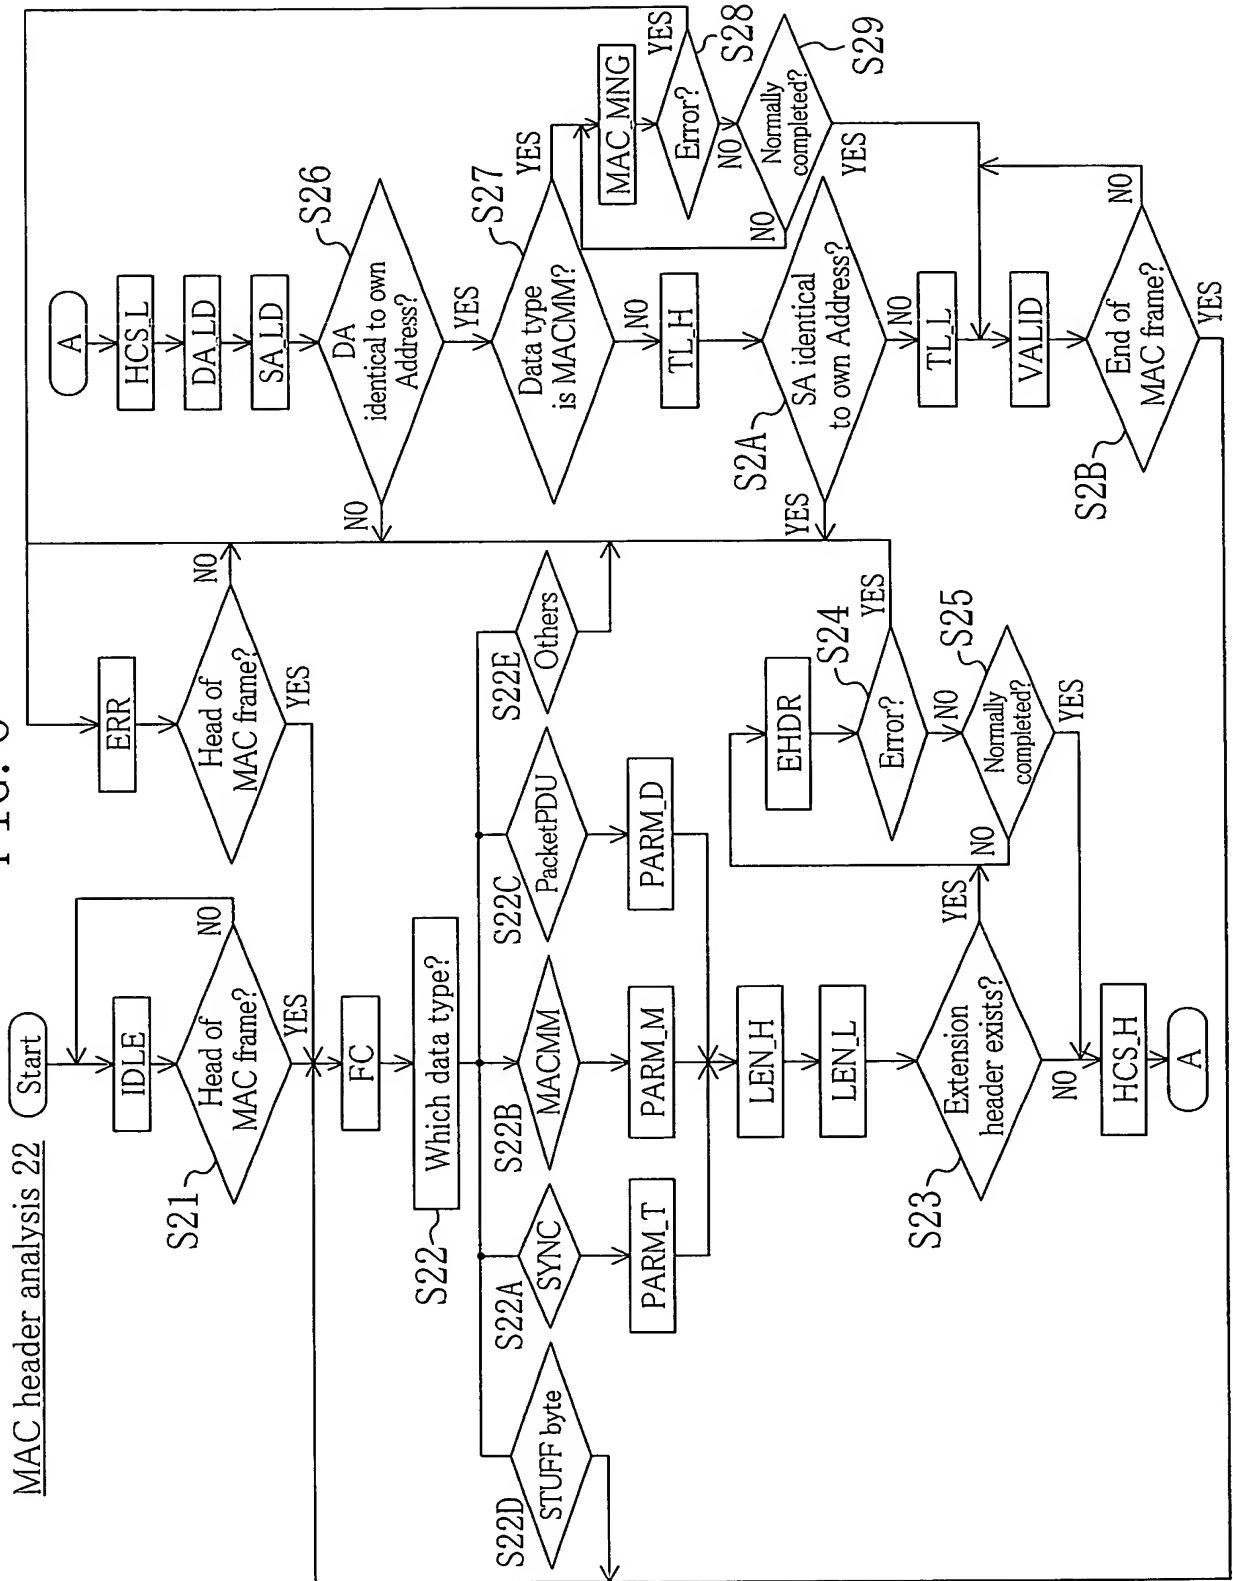 MAC header analysis 22
Start
IDLE
Head of
MAC frame?
S21
NO
YES
ERR
Head of
MAC frame?
NO
YES
FC
Which data type?
S22
S22D
STUFF byte
S22A
SYNC
S22B
MACMM
S22C
PacketPDU
S22E
Others
PARM_T
PARM_M
PARM_D
LEN_H
LEN_L
Extension
header exists?
S23
YES
NO
EHDR
Error?
S24
YES
NO
Normally
completed?
S25
NO
YES
HCS_H
A
A
HCS_L
DA_LD
SA_LD
DA
identical to own
Address?
S26
NO
YES
Data type
is MACMM?
S27
YES
NO
MAC_MNG
Error?
S28
YES
NO
Normally
completed?
S29
NO
YES
TL_H
SA identical
to own Address?
S2A
YES
NO
TL_L
VALID
End of
MAC frame?
S2B
NO
YES